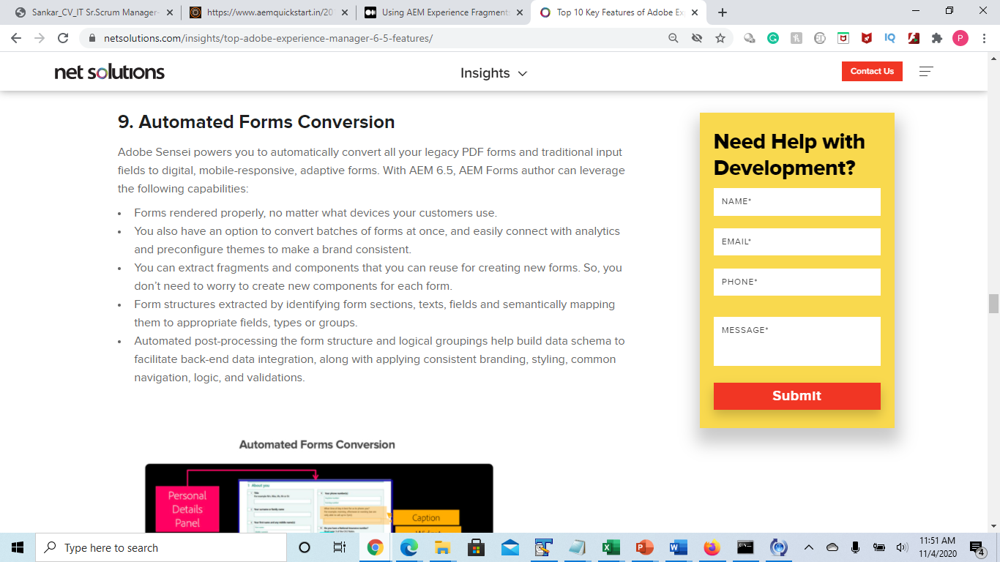 Sankar_CV_IT Sr.Scrum Manager-
https://www.aemquickstart.in/20
Using AEM Experience Fragments
Top 10 Key Features of Adobe Ex
netsolutions.com/insights/top-adobe-experience-manager-6-5-features/
net solutions
Insights
Contact Us
9. Automated Forms Conversion
Adobe Sensei powers you to automatically convert all your legacy PDF forms and traditional input
fields to digital, mobile-responsive, adaptive forms. With AEM 6.5, AEM Forms author can leverage
the following capabilities:
• Forms rendered properly, no matter what devices your customers use.
• You also have an option to convert batches of forms at once, and easily connect with analytics
and preconfigure themes to make a brand consistent.
• You can extract fragments and components that you can reuse for creating new forms. So, you
don’t need to worry to create new components for each form.
• Form structures extracted by identifying form sections, texts, fields and semantically mapping
them to appropriate fields, types or groups.
• Automated post-processing the form structure and logical groupings help build data schema to
facilitate back-end data integration, along with applying consistent branding, styling, common
navigation, logic, and validations.
Need Help with
Development?
NAME*
EMAIL*
PHONE*
MESSAGE*
Submit
Automated Forms Conversion
Personal
Details
Panel
About you
Title
Your surname or family name
Caption
Type here to search
11:51 AM
11/4/2020
4